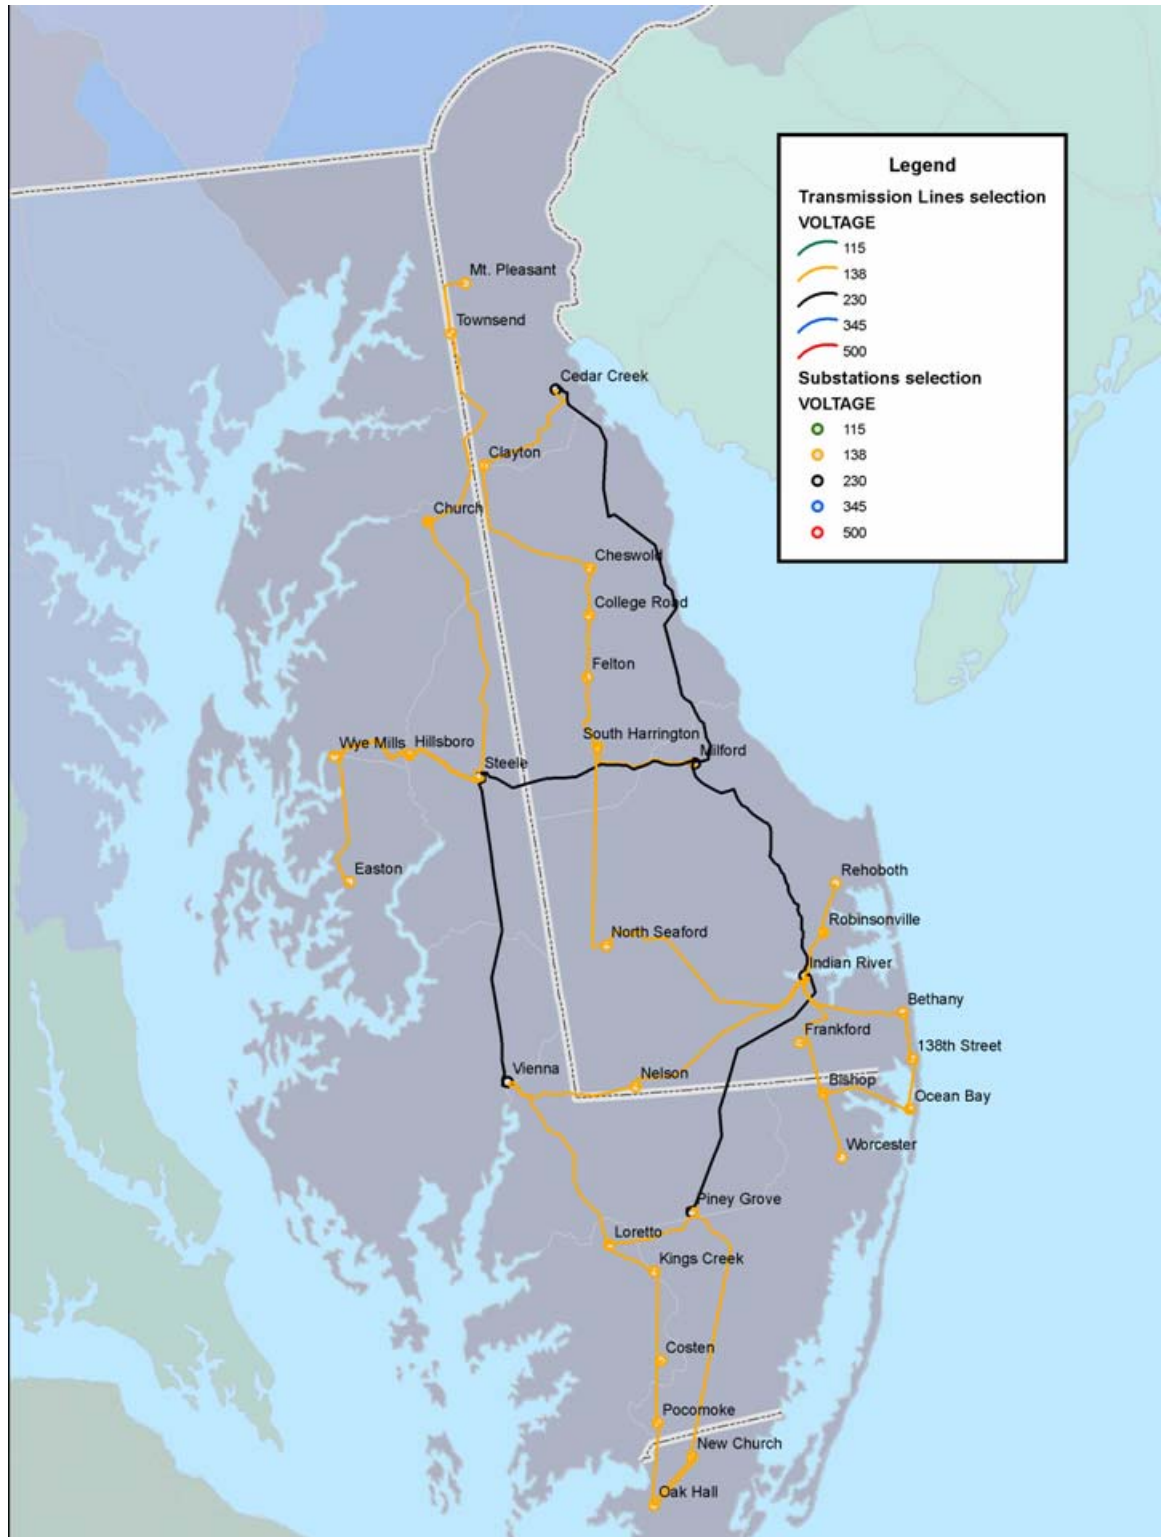 Legend
Transmission Lines selection
VOLTAGE
115
138
230
345
500
Substations selection
VOLTAGE
115
138
230
345
500
Mt. Pleasant
Townsend
Cedar Creek
Clayton
Church
Cheswold
College Road
Felton
South Harrington
Wye Mills
Hillsboro
Milford
Steele
Easton
Rehoboth
Robinsonville
North Seaford
Indian River
Bethany
Frankford
138th Street
Vienna
Nelson
Bishop
Ocean Bay
Worcester
Piney Grove
Loretto
Kings Creek
Costen
Pocomoke
New Church
Oak Hall